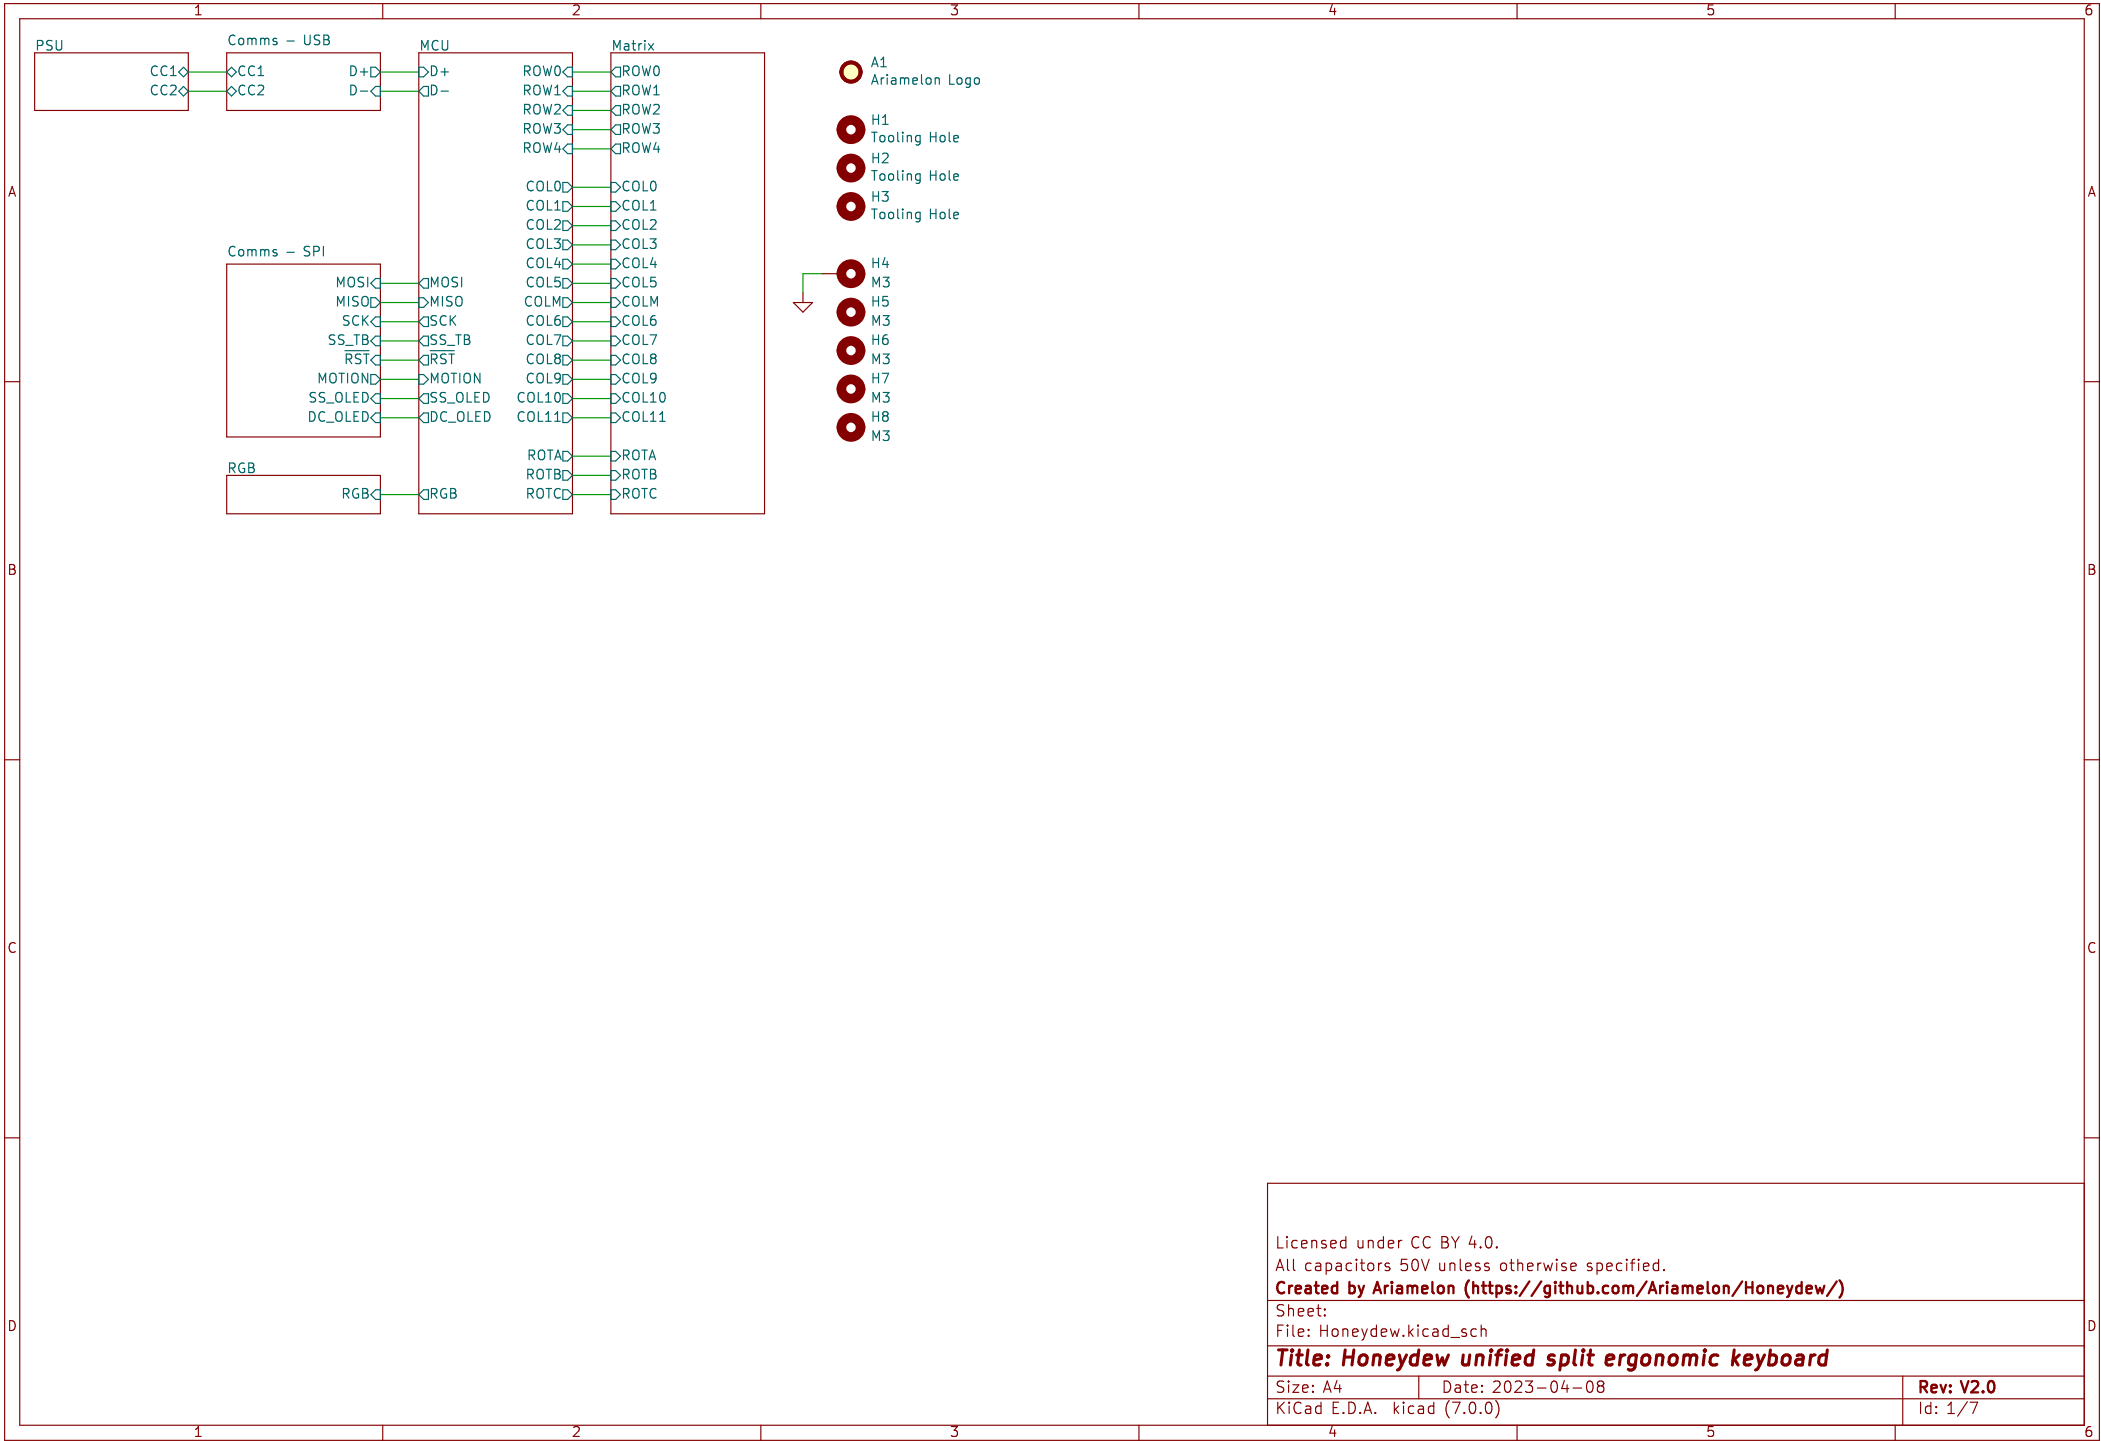 1 2 3 4 5 6
PSU
CC1 CC1
CC2 CC2
Comms - USB
D+ D+
D- D-
MCU
Matrix
ROW0 ROW0
ROW1 ROW1
ROW2 ROW2
ROW3 ROW3
ROW4 ROW4
COL0 COL0
COL1 COL1
COL2 COL2
COL3 COL3
COL4 COL4
COL5 COL5
COLM COLM
COL6 COL6
COL7 COL7
COL8 COL8
COL9 COL9
COL10 COL10
COL11 COL11
ROTA ROTA
ROTB ROTB
ROTC ROTC
Comms - SPI
MOSI MOSI
MISO MISO
SCK SCK
SS_TB SS_TB
RST RST
MOTION MOTION
SS_OLED SS_OLED
DC_OLED DC_OLED
RGB
RGB RGB
A1
Ariamelon Logo
H1
Tooling Hole
H2
Tooling Hole
H3
Tooling Hole
H4
M3
H5
M3
H6
M3
H7
M3
H8
M3
A A
B B
C C
D D
Licensed under CC BY 4.0.
All capacitors 50V unless otherwise specified.
Created by Ariamelon (https://github.com/Ariamelon/Honeydew/)
Sheet:
File: Honeydew.kicad_sch
Title: Honeydew unified split ergonomic keyboard
Size: A4 Date: 2023-04-08 Rev: V2.0
KiCad E.D.A. kicad (7.0.0) Id: 1/7
1 2 3 4 5 6